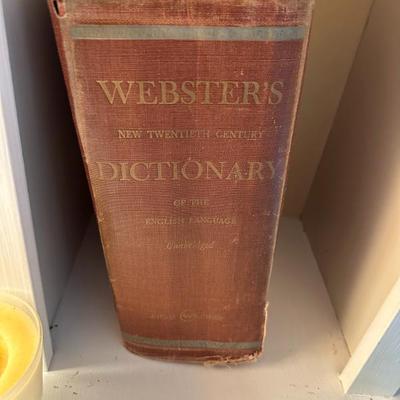 WEBSTER'S
NEW TWENTIETH CENTURY
DICTIONARY
OF THE
ENGLISH LANGUAGE
Unabridged